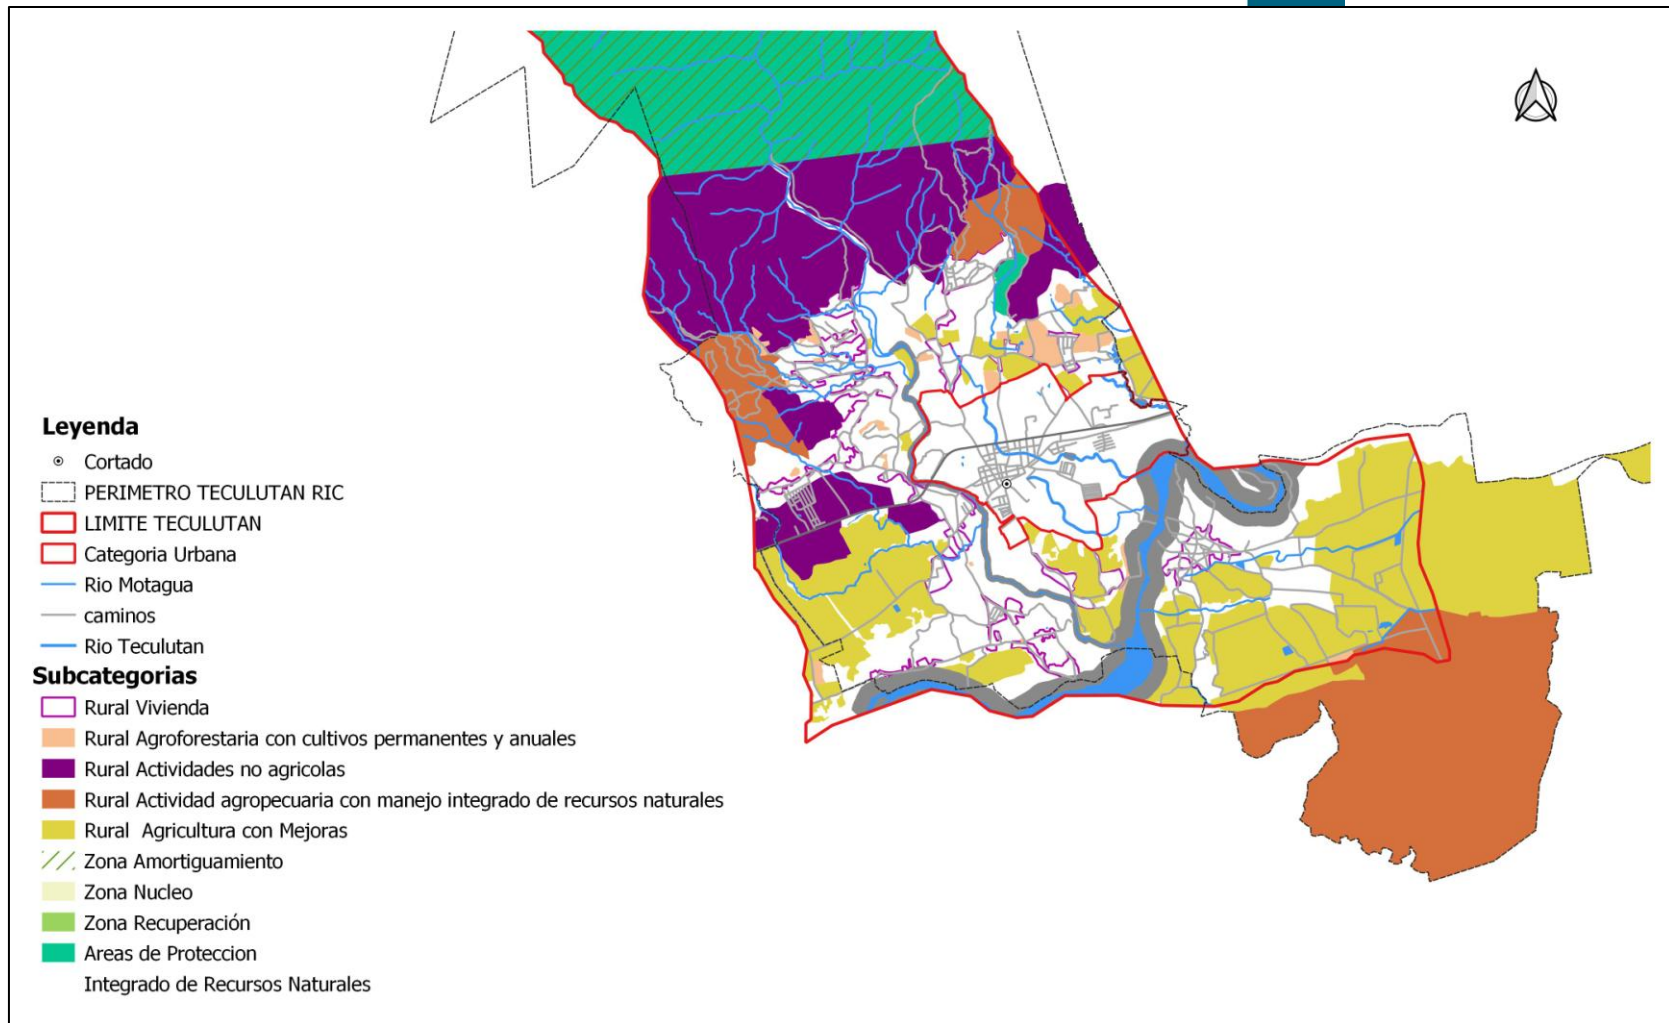 Leyenda
Cortado
PERIMETRO TECULUTAN RIC
LIMITE TECULUTAN
Categoria Urbana
Rio Motagua
caminos
Rio Teculutan
Subcategorias
Rural Vivienda
Rural Agroforestaria con cultivos permanentes y anuales
Rural Actividades no agricolas
Rural Actividad agropecuaria con manejo integrado de recursos naturales
Rural Agricultura con Mejoras
Zona Amortiguamiento
Zona Nucleo
Zona Recuperación
Areas de Proteccion
Integrado de Recursos Naturales